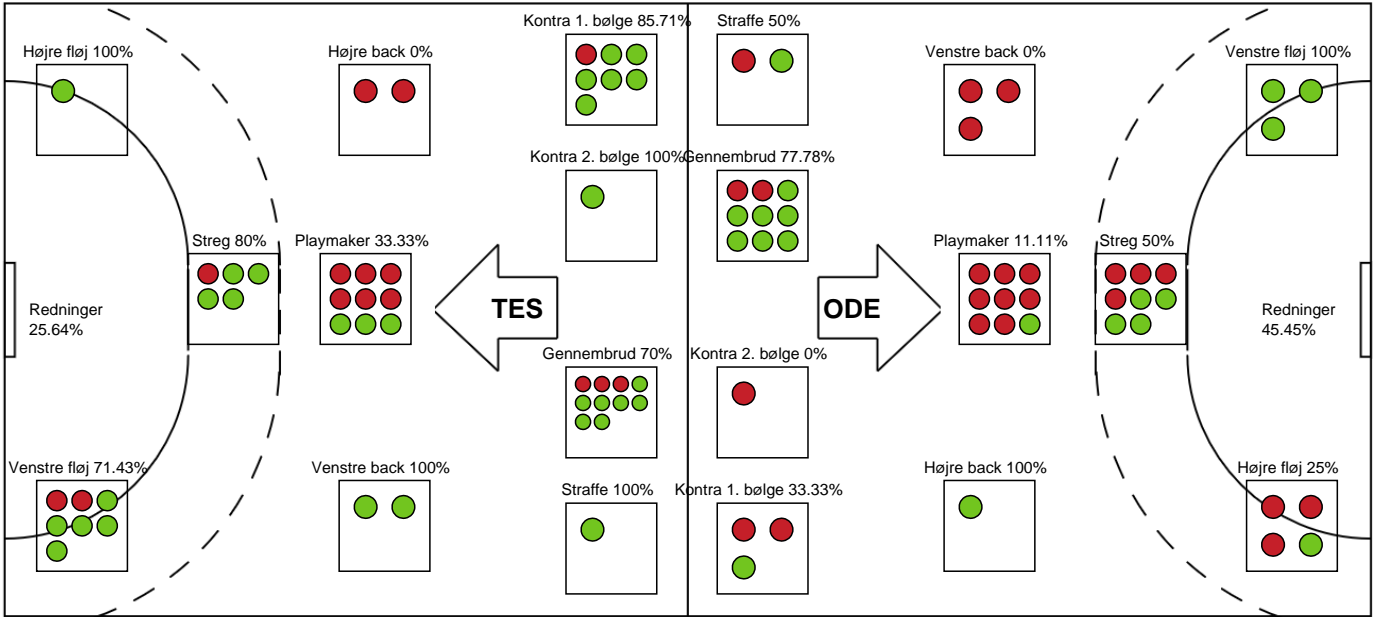 Kontra 1. bølge 85.71%
Straffe 50%
Højre fløj 100%
Højre back 0%
Venstre back 0%
Venstre fløj 100%
Kontra 2. bølge 100%
Gennembrud 77.78%
Streg 80%
Playmaker 33.33%
Playmaker 11.11%
Streg 50%
TES
ODE
Redninger
25.64%
Redninger
45.45%
Gennembrud 70%
Kontra 2. bølge 0%
Venstre fløj 71.43%
Venstre back 100%
Højre back 100%
Højre fløj 25%
Straffe 100%
Kontra 1. bølge 33.33%